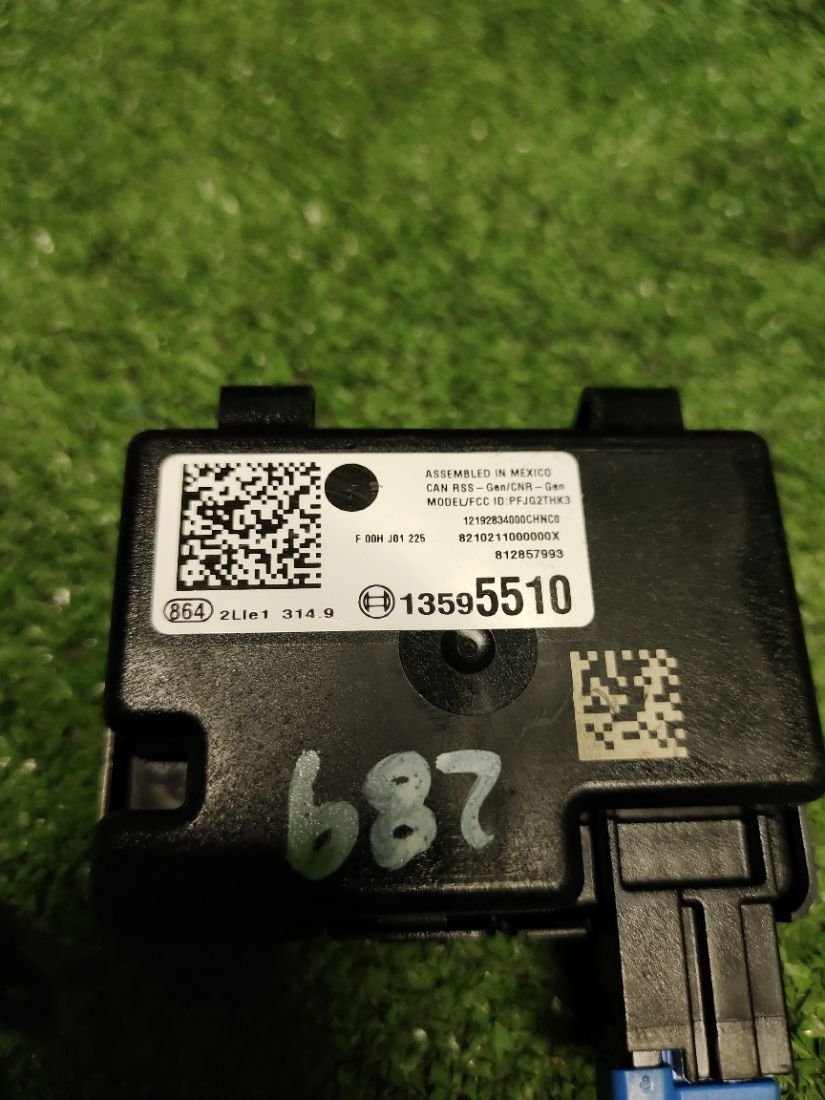 ASSEMBLED IN MEXICO
CAN RSS-Gen/CNR-Gen
MODEL/FCC ID:PFJG2THK3
12192834000CHNC0
F 00H J01 225 8210211000000X
812857993
864 2LIe1 314.9 13595510
289